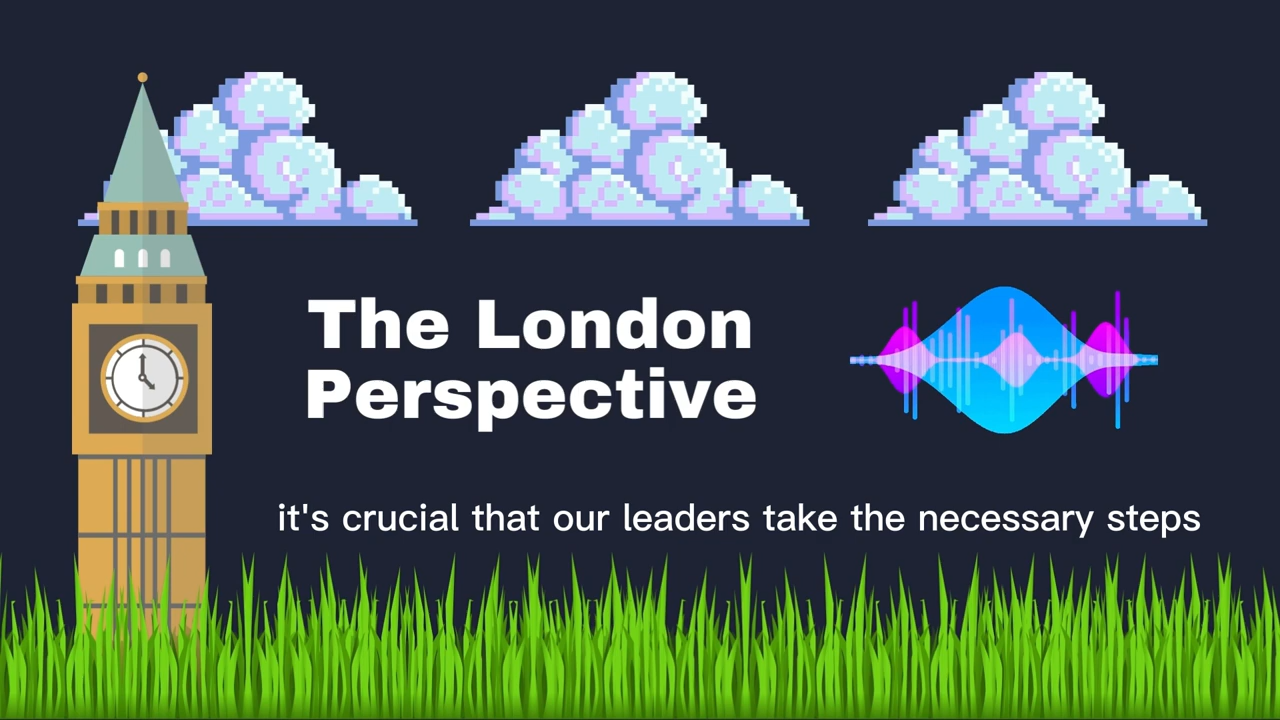 The London
Perspective
it's crucial that our leaders take the necessary steps